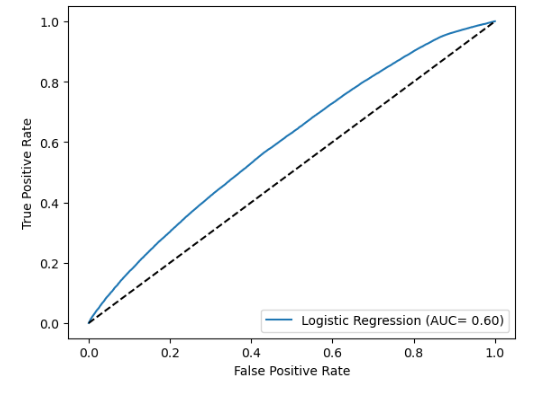 1.0
0.8
0.6
0.4
0.2
0.0
True Positive Rate
Logistic Regression (AUC= 0.60)
0.0 0.2 0.4 0.6 0.8 1.0
False Positive Rate